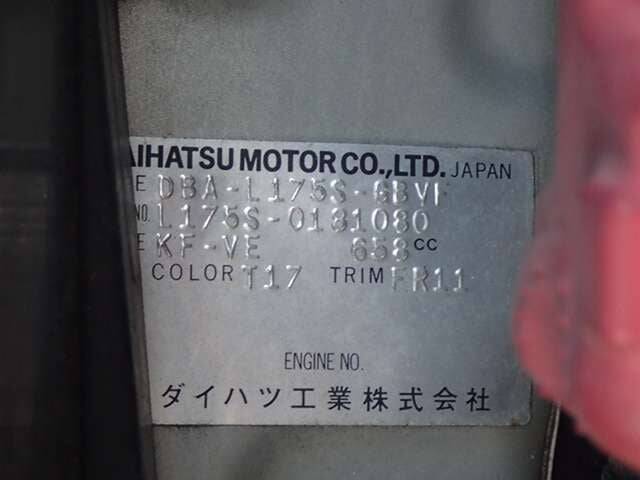 AIHATSU MOTOR CO., LTD. JAPAN
E DBA-L175S-GBVF
NO. L175S-0181080
E KF-VE 658 CC
COLOR T17 TRIM FR11
ENGINE NO.
ダイハツ工業株式会社